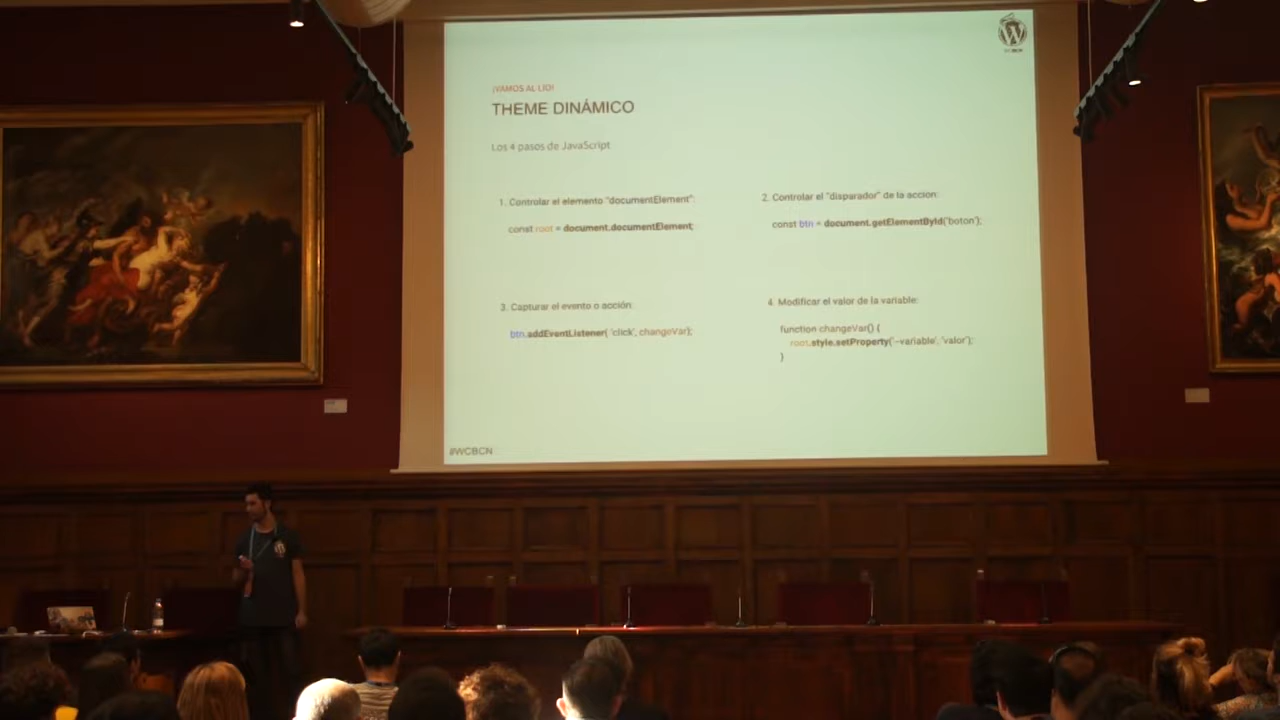 ¡VAMOS AL LIO!
THEME DINÁMICO
Los 4 pasos de JavaScript
1. Controlar el elemento "documentElement":
const root = document.documentElement;
2. Controlar el "disparador" de la accion:
const btn = document.getElementById('boton');
3. Capturar el evento o acción:
btn.addEventListener( 'click', changeVar);
4. Modificar el valor de la variable:
function changeVar() {
root.style.setProperty('--variable', 'valor');
}
#WCBCN